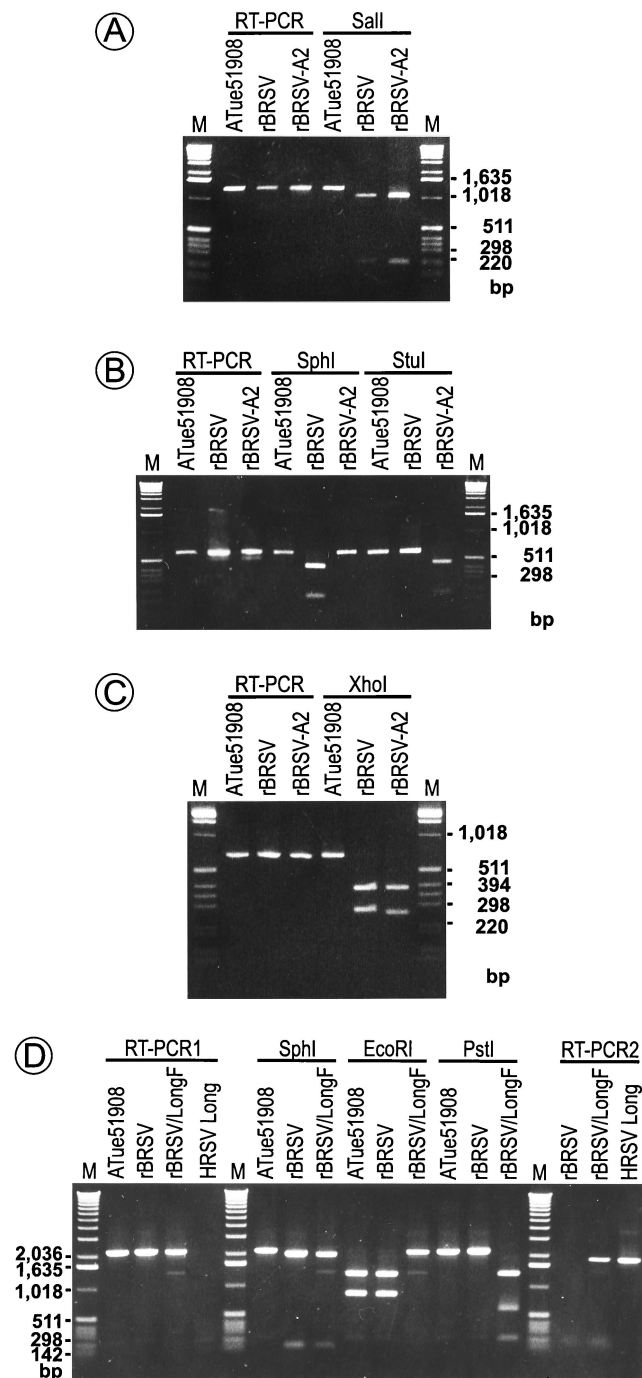 A
RT-PCR SalI
ATue51908 rBRSV rBRSV-A2 ATue51908 rBRSV rBRSV-A2
M M
- 1,635
- 1,018
- 511
- 298
- 220
bp
B
RT-PCR SphI StuI
ATue51908 rBRSV rBRSV-A2 ATue51908 rBRSV rBRSV-A2 ATue51908 rBRSV rBRSV-A2
M M
- 1,635
- 1,018
- 511
- 298
bp
C
RT-PCR XhoI
ATue51908 rBRSV rBRSV-A2 ATue51908 rBRSV rBRSV-A2
M M
- 1,018
- 511
- 394
- 298
- 220
bp
D
RT-PCR1 SphI EcoRI PstI RT-PCR2
M ATue51908 rBRSV rBRSV/LongF HRSV Long M ATue51908 rBRSV rBRSV/LongF ATue51908 rBRSV rBRSV/LongF ATue51908 rBRSV rBRSV/LongF M rBRSV rBRSV/LongF HRSV Long
2,036 -
1,635 -
1,018 -
511 -
298 -
142 -
bp